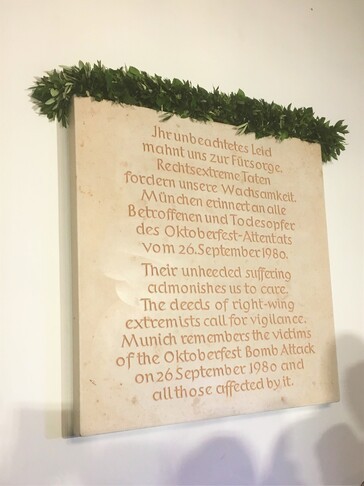 Ihr unbeachtetes Leid
mahnt uns zur Fürsorge.
Rechtsextreme Taten
fordern unsere Wachsamkeit.
München erinnert an alle
Betroffenen und Todesopfer
des Oktoberfest-Attentats
vom 26. September 1980.
Their unheeded suffering
admonishes us to care.
The deeds of right-wing
extremists call for vigilance.
Munich remembers the victims
of the Oktoberfest Bomb Attack
on 26 September 1980 and
all those affected by it.